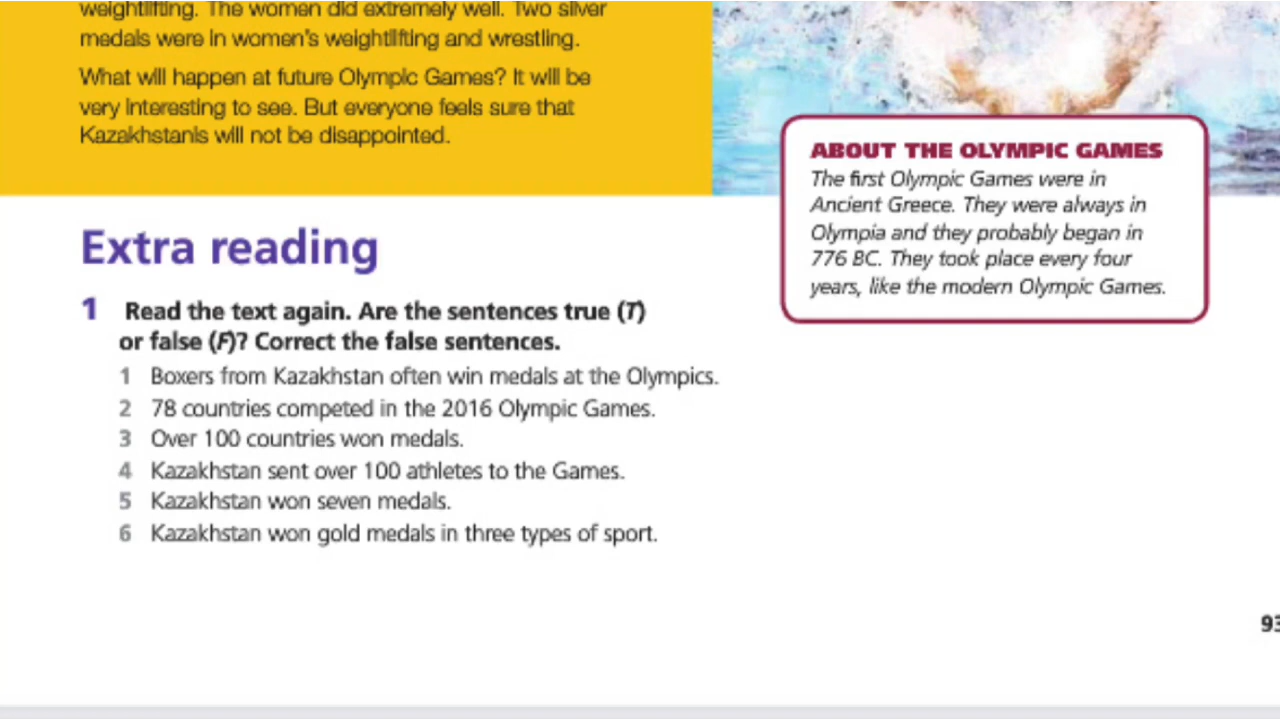 weightlifting. The women did extremely well. Two silver
medals were in women's weightlifting and wrestling.
What will happen at future Olympic Games? It will be
very interesting to see. But everyone feels sure that
Kazakhstanis will not be disappointed.
ABOUT THE OLYMPIC GAMES
The first Olympic Games were in
Ancient Greece. They were always in
Olympia and they probably began in
776 BC. They took place every four
years, like the modern Olympic Games.
Extra reading
1 Read the text again. Are the sentences true (T)
or false (F)? Correct the false sentences.
1 Boxers from Kazakhstan often win medals at the Olympics.
2 78 countries competed in the 2016 Olympic Games.
3 Over 100 countries won medals.
4 Kazakhstan sent over 100 athletes to the Games.
5 Kazakhstan won seven medals.
6 Kazakhstan won gold medals in three types of sport.
93